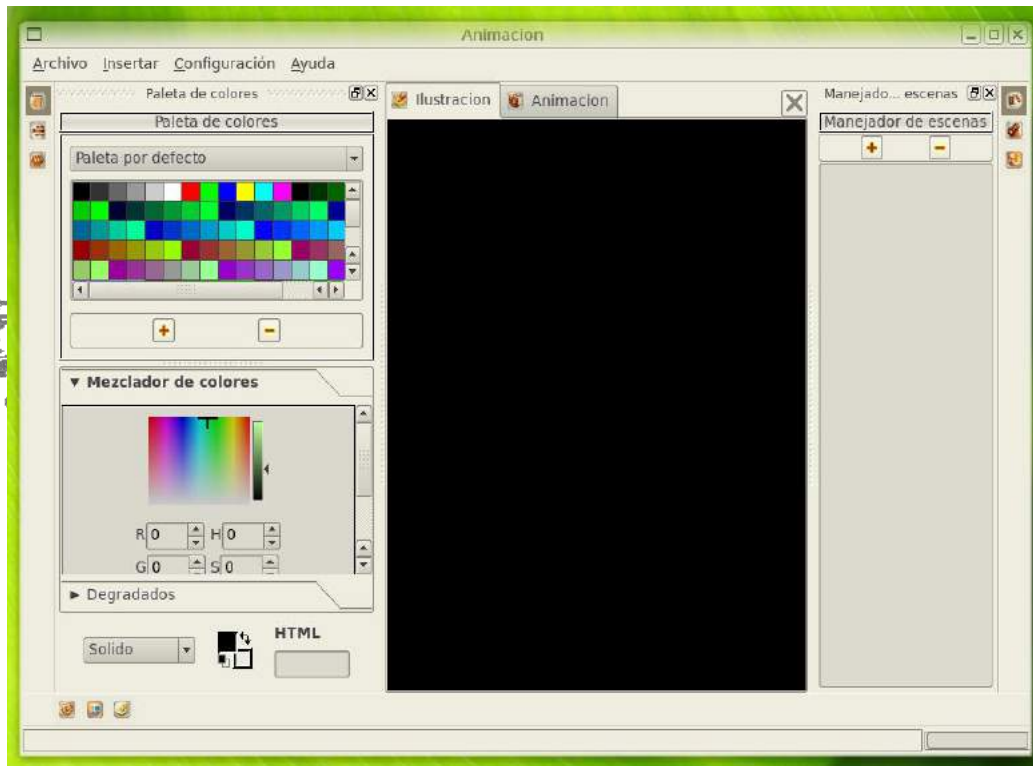 Animacion
Archivo Insertar Configuración Ayuda
Paleta de colores
Paleta de colores
Paleta por defecto
Mezclador de colores
R 0 H 0
G 0 S 0
Degradados
Solido
HTML
Ilustracion Animacion
Manejado... escenas
Manejador de escenas